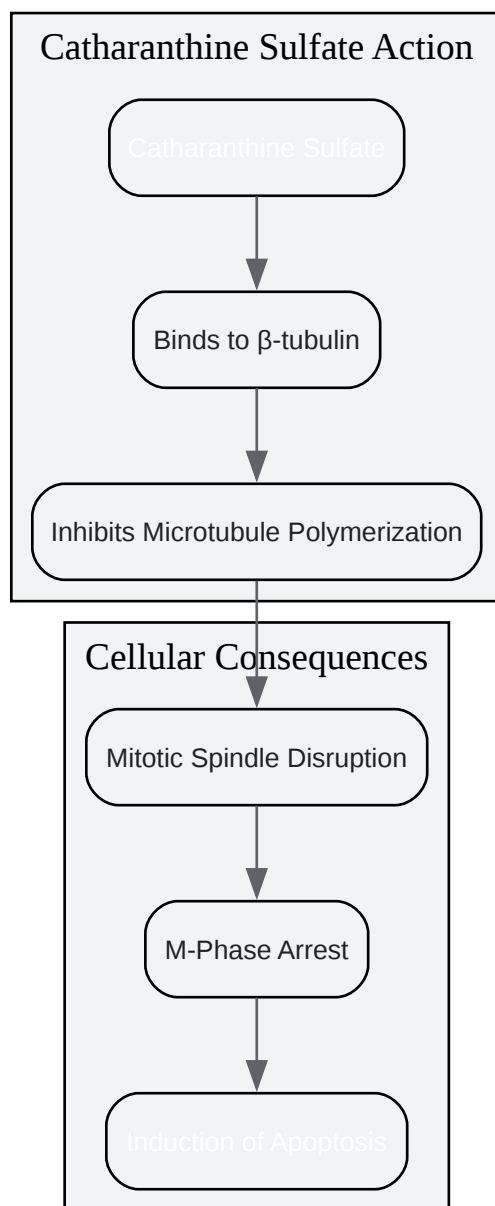 Catharanthine Sulfate Action
Catharanthine Sulfate
Binds to β-tubulin
Inhibits Microtubule Polymerization
Cellular Consequences
Mitotic Spindle Disruption
M-Phase Arrest
Induction of Apoptosis